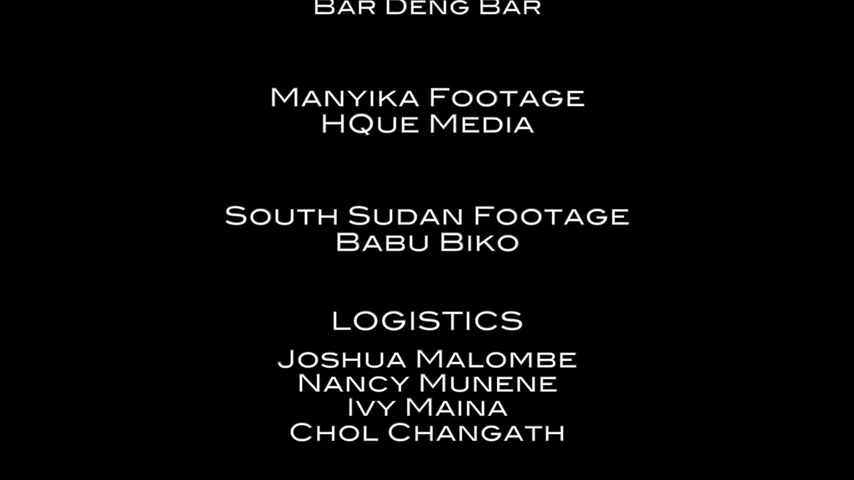 Bar Deng Bar
Manyika Footage
HQue Media
South Sudan Footage
Babu Biko
LOGISTICS
Joshua Malombe
Nancy Munene
Ivy Maina
Chol Changath